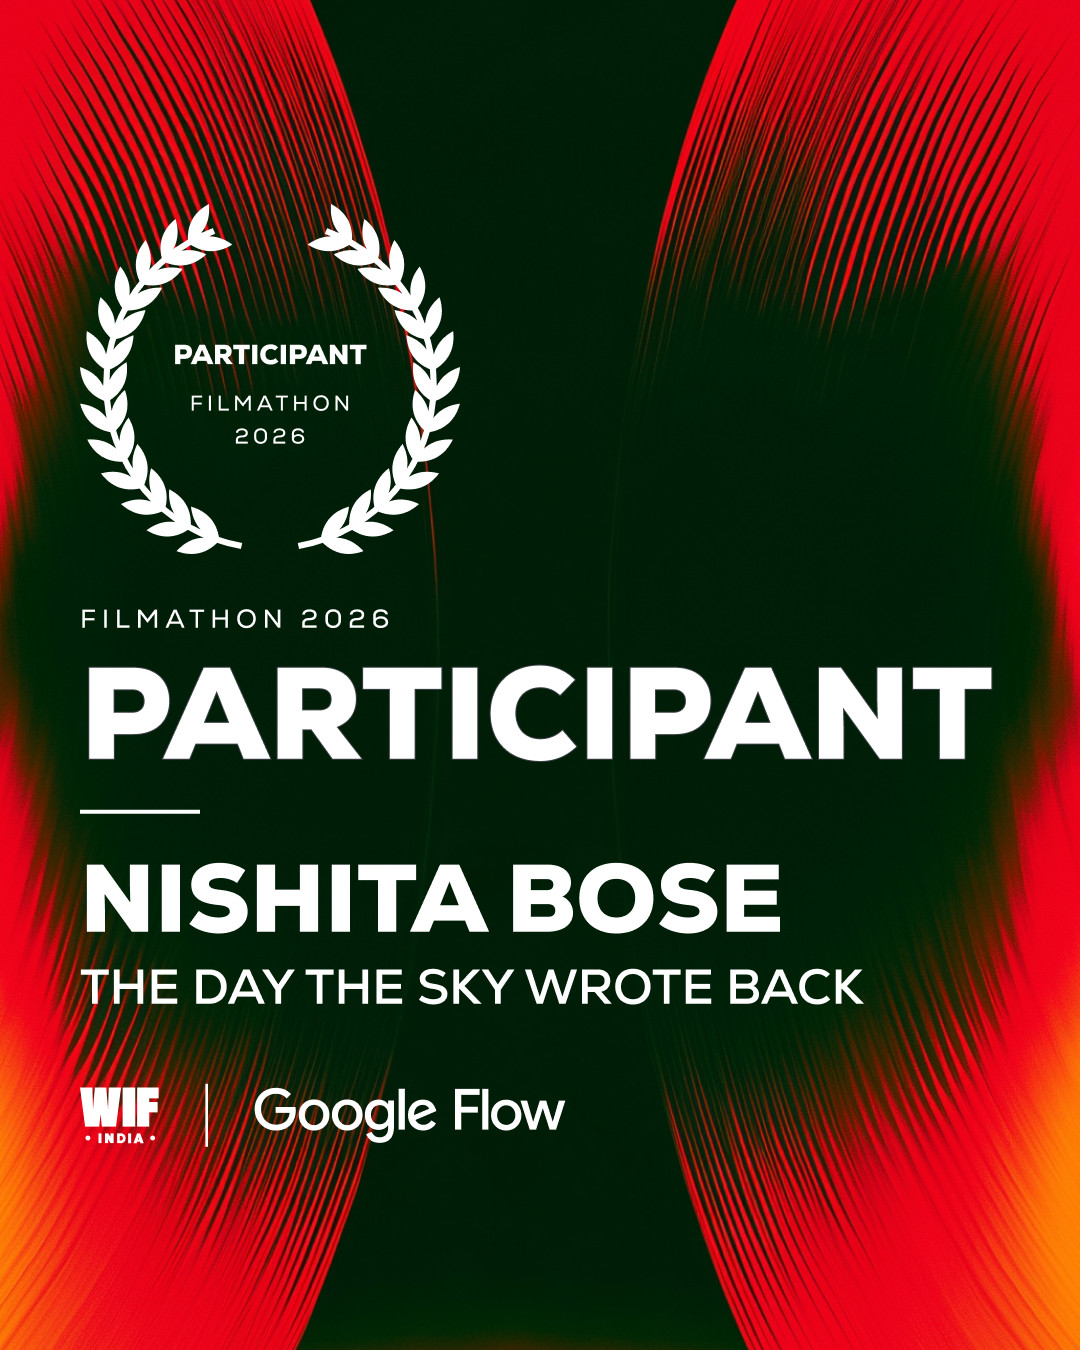 PARTICIPANT
FILMATHON
2026
FILMATHON 2026
PARTICIPANT
NISHITA BOSE
THE DAY THE SKY WROTE BACK
WIF
• INDIA •
Google Flow